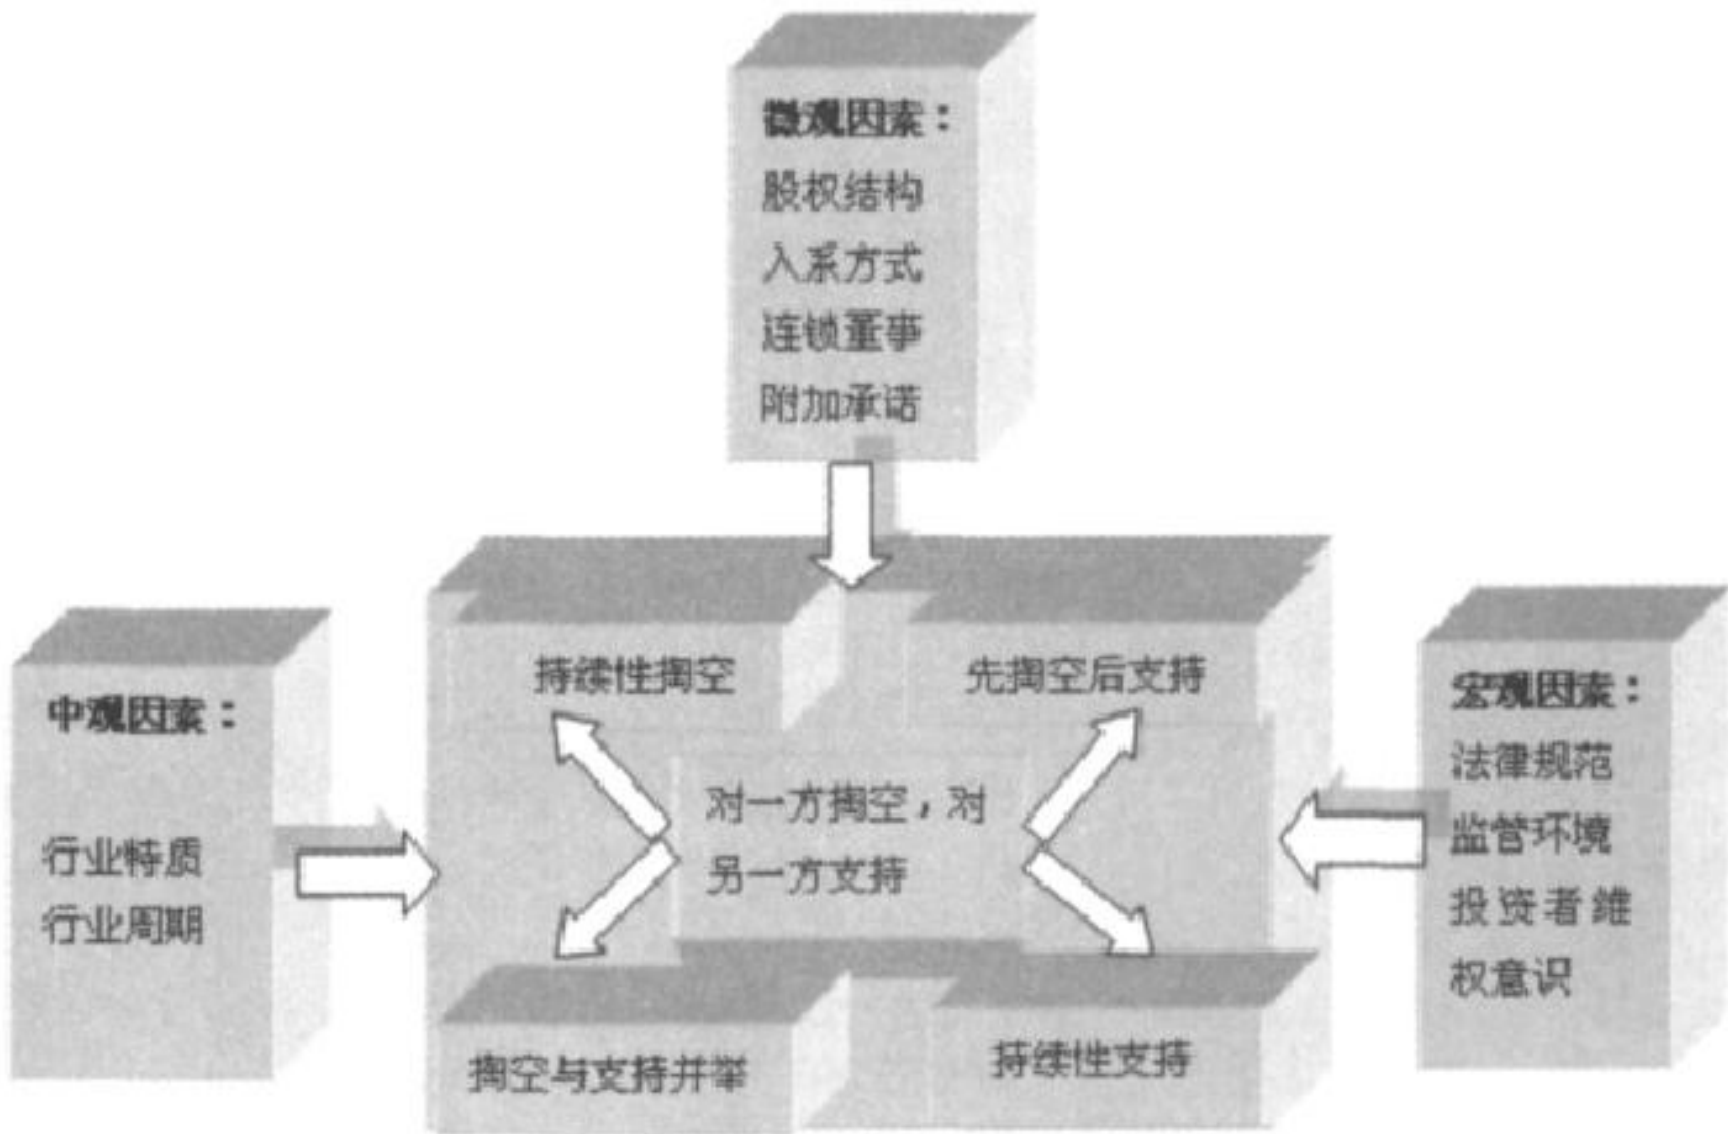 微观因素：
股权结构
入系方式
连锁董事
附加承诺
中观因素：
行业特质
行业周期
持续性掏空
先掏空后支持
对一方掏空，对
另一方支持
掏空与支持并举
持续性支持
宏观因素：
法律规范
监管环境
投资者维
权意识